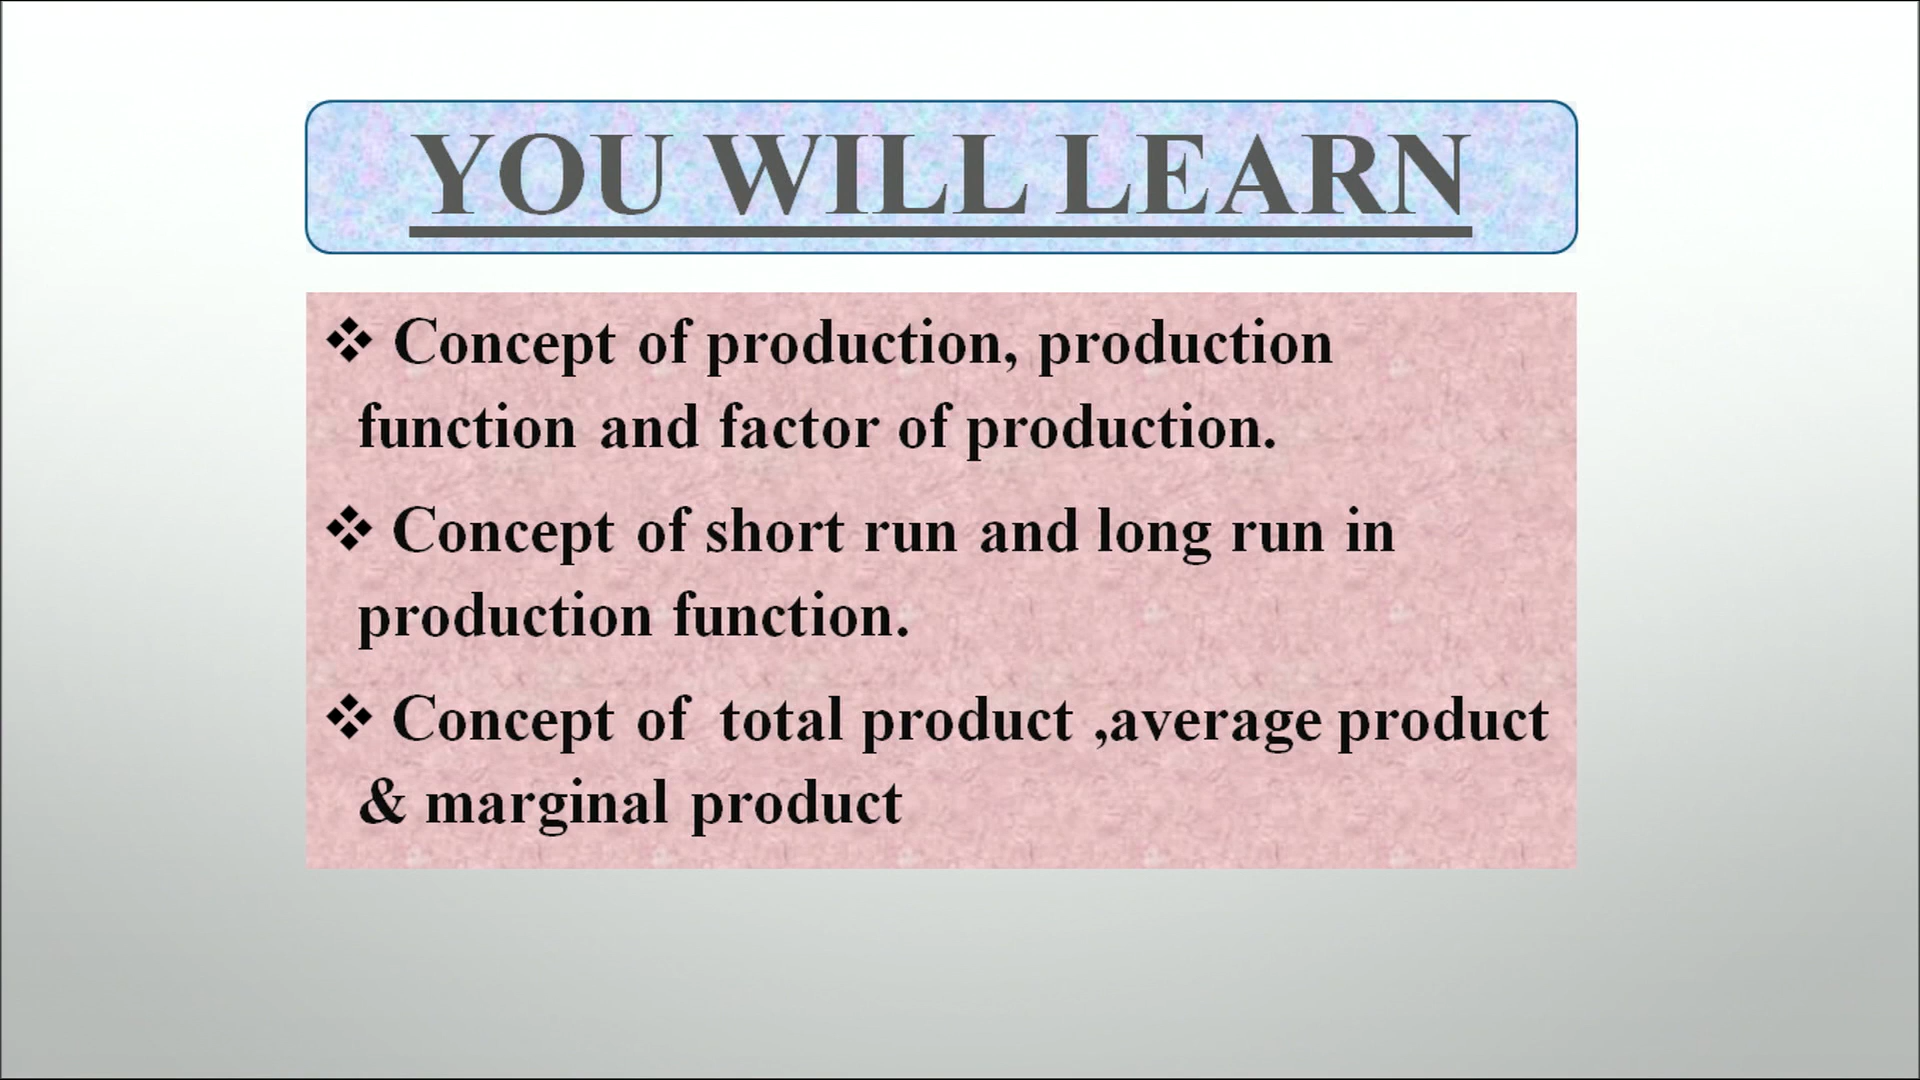 YOU WILL LEARN
❖ Concept of production, production
function and factor of production.
❖ Concept of short run and long run in
production function.
❖ Concept of total product ,average product
& marginal product